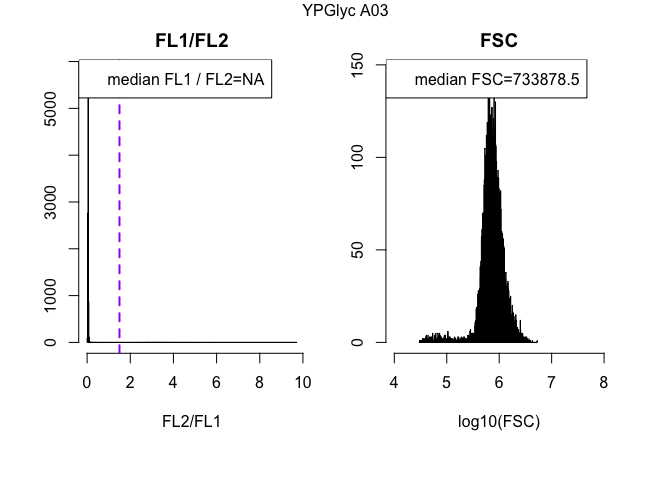 YPGlyc A03
FL1/FL2
median FL1 / FL2=NA
0
1000
3000
5000
0 2 4 6 8 10
FL2/FL1
FSC
median FSC=733878.5
0
50
100
150
4 5 6 7 8
log10(FSC)